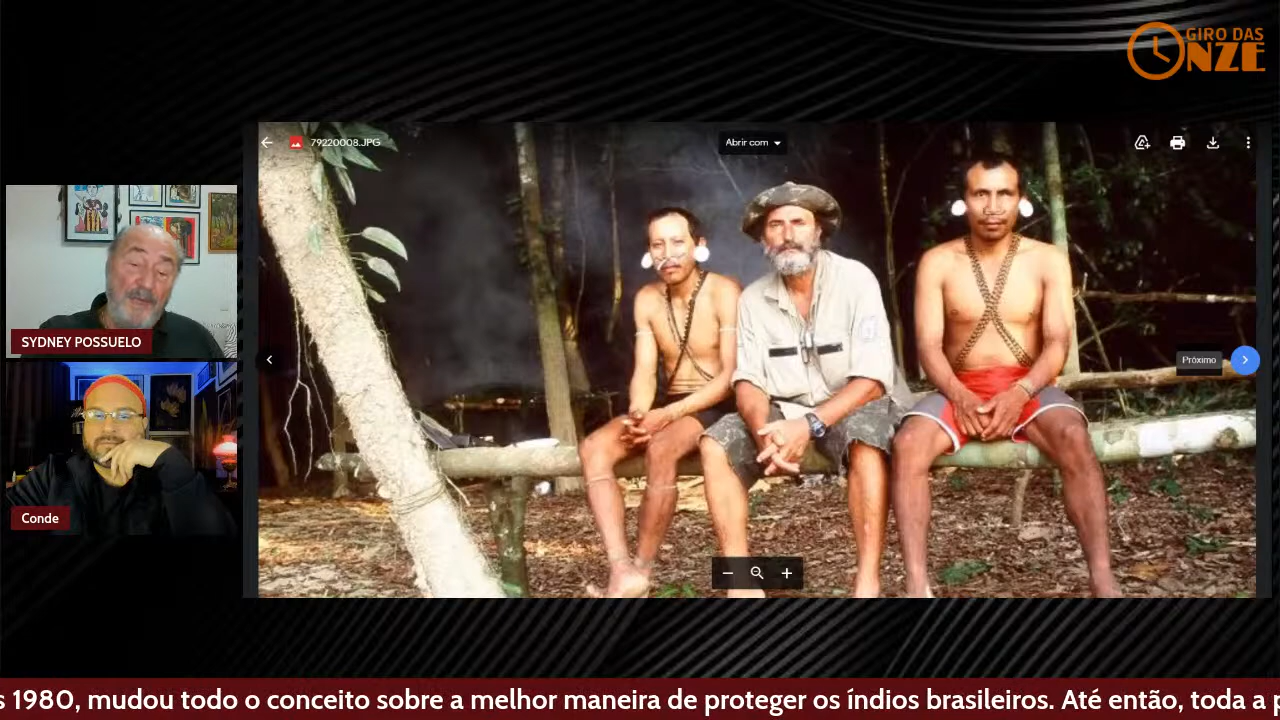 GIRO DAS
ONZE
79220008.JPG
Abrir com
Próximo
SYDNEY POSSUELO
Conde
s 1980, mudou todo o conceito sobre a melhor maneira de proteger os índios brasileiros. Até então, toda a p